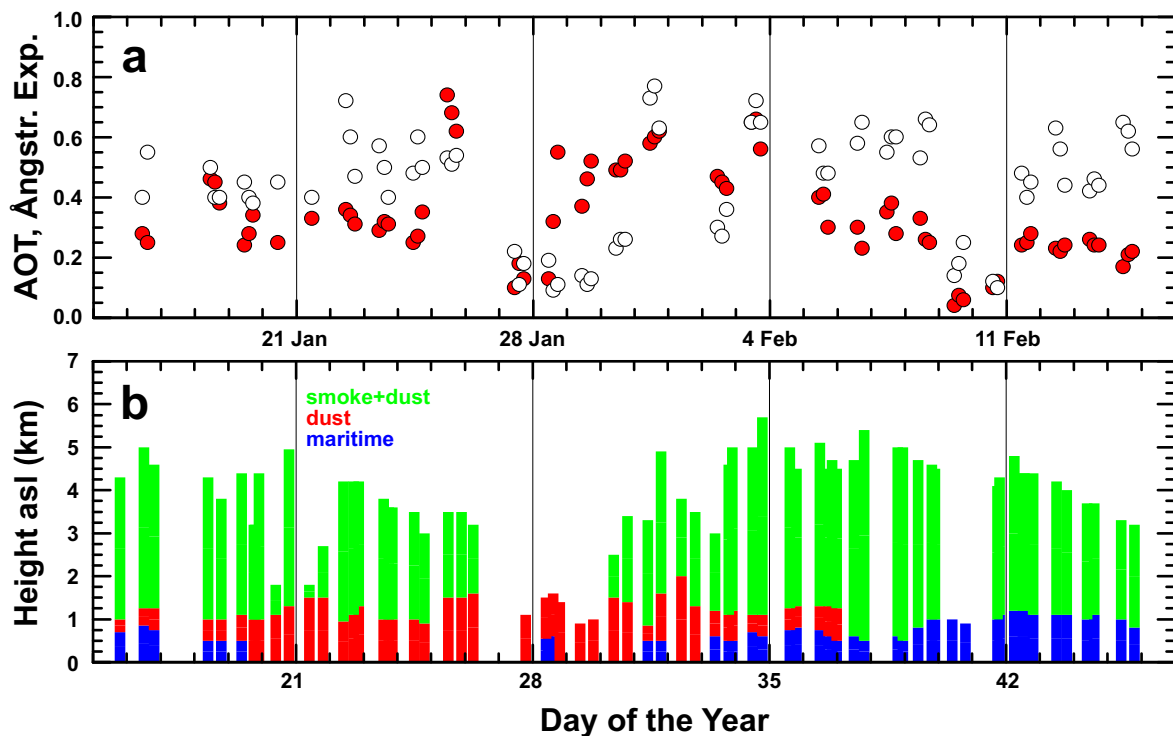 1.0
a
0.8
0.6
0.4
0.2
0.0
AOT, Ångstr. Exp.
21 Jan 28 Jan 4 Feb 11 Feb
7
b
smoke+dust
dust
maritime
6
5
4
3
2
1
0
Height asl (km)
21 28 35 42
Day of the Year